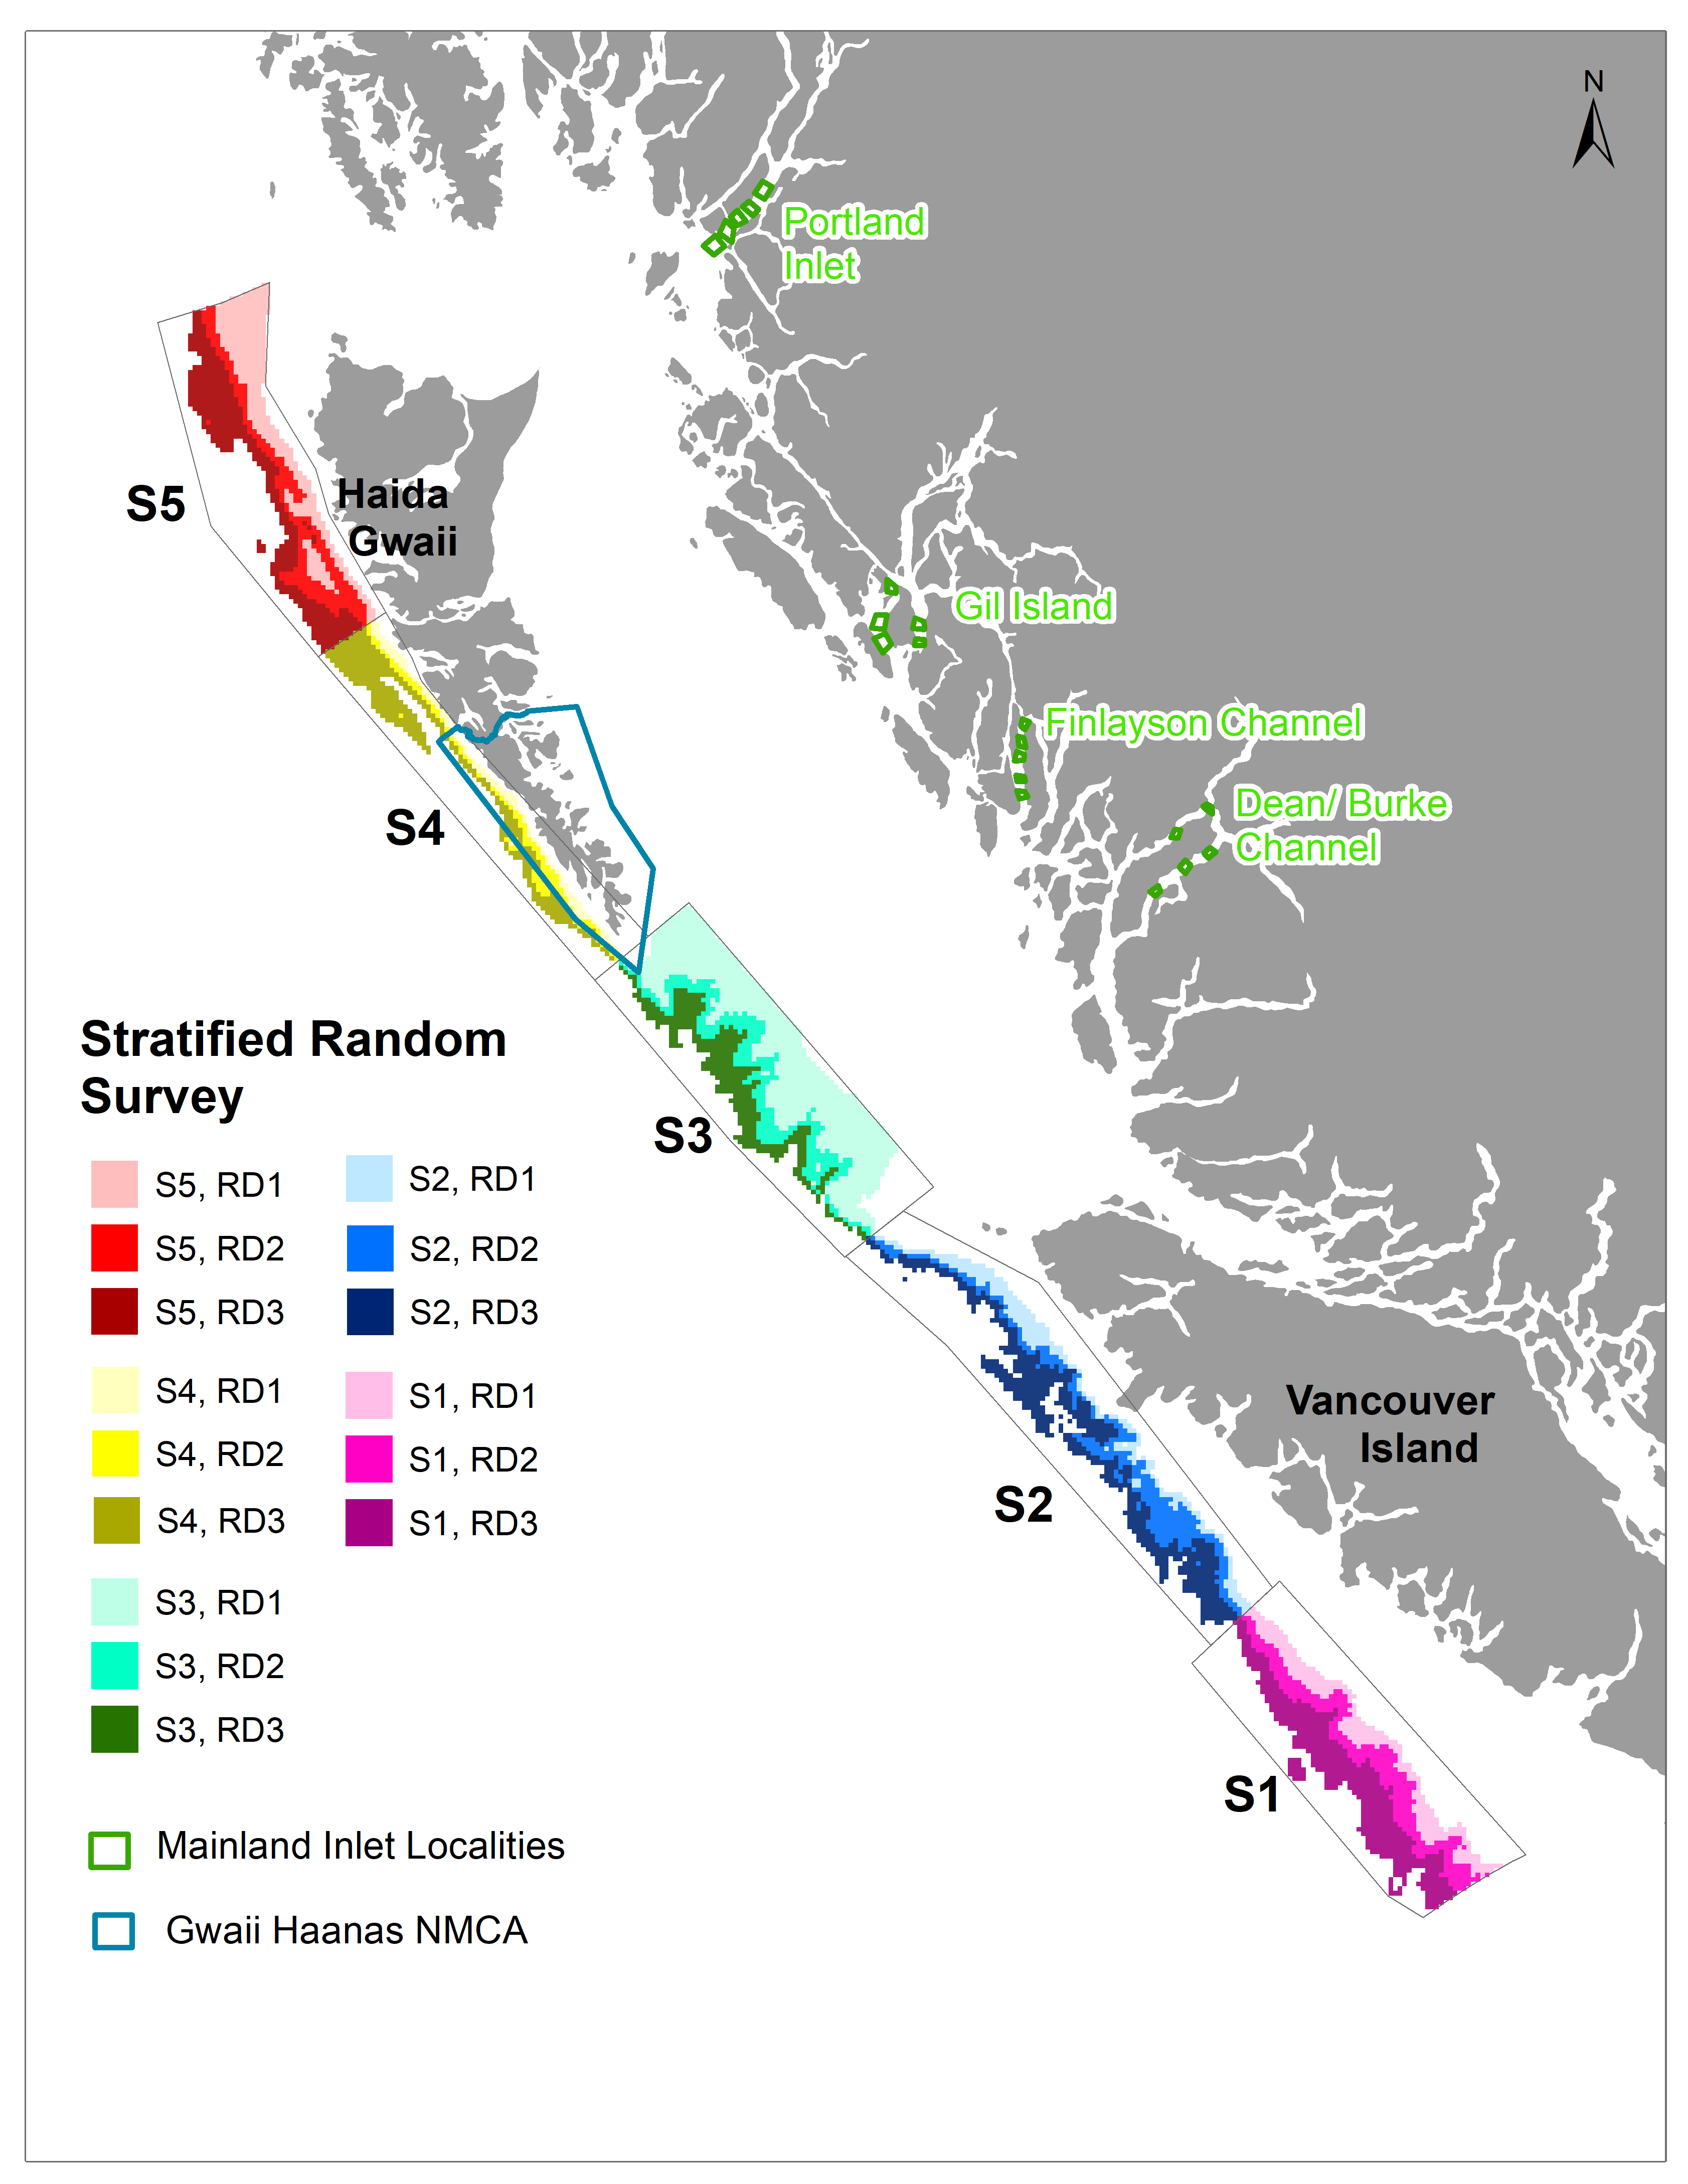 N
Portland
Inlet
S5
Haida
Gwaii
Gil Island
Finlayson Channel
Dean/ Burke
Channel
S4
S3
Vancouver
Island
S2
S1
Stratified Random
Survey
S5, RD1
S5, RD2
S5, RD3
S4, RD1
S4, RD2
S4, RD3
S3, RD1
S3, RD2
S3, RD3
S2, RD1
S2, RD2
S2, RD3
S1, RD1
S1, RD2
S1, RD3
Mainland Inlet Localities
Gwaii Haanas NMCA